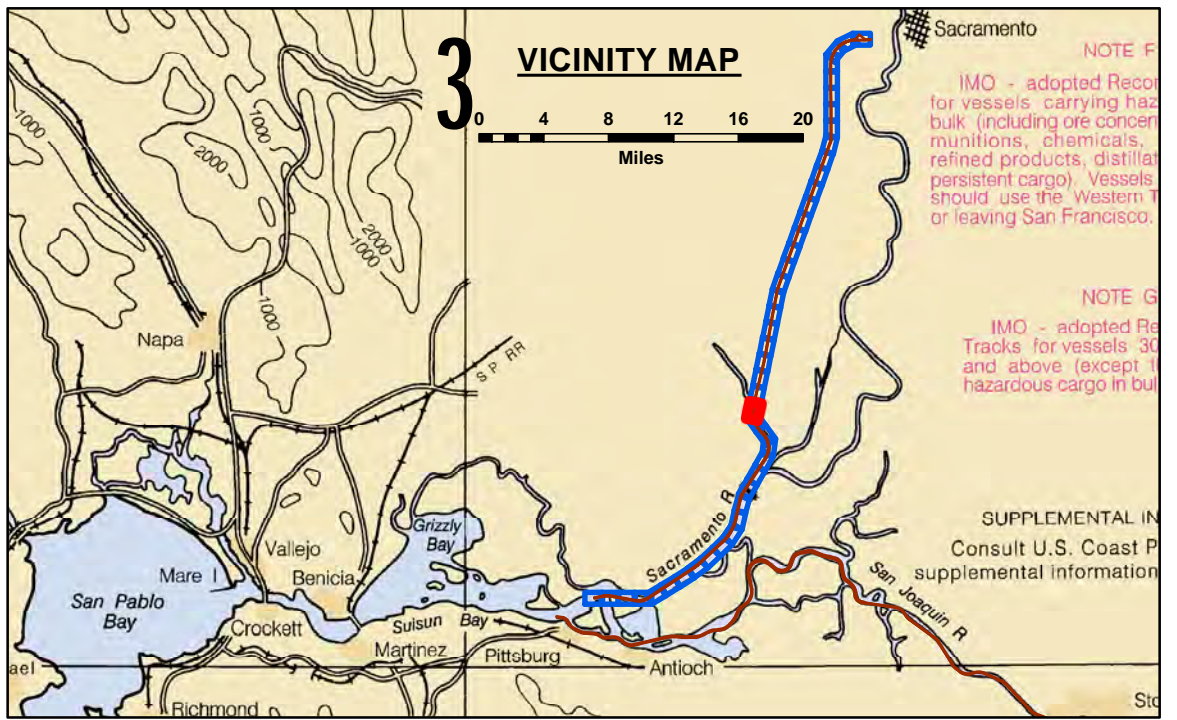 3
VICINITY MAP
0 4 8 12 16 20
Miles
Sacramento
NOTE F
IMO - adopted Recor
for vessels carrying haz
bulk (including ore concen
munitions, chemicals,
refined products, distillat
persistent cargo). Vessels
should use the Western T
or leaving San Francisco.
NOTE G
IMO - adopted Re
Tracks for vessels 30
and above (except 1
hazardous cargo in bul
SUPPLEMENTAL IN
Consult U.S. Coast P
supplemental information
1000
1000
2000
2000
1000
1000
Napa
S P RR
Grizzly
Bay
Sacramento R
San Joaquin R
Vallejo
Mare I
Benicia
San Pablo
Bay
Crockett
Suisun Bay
Martinez
Pittsburg
Antioch
ael
Richmond
Sto